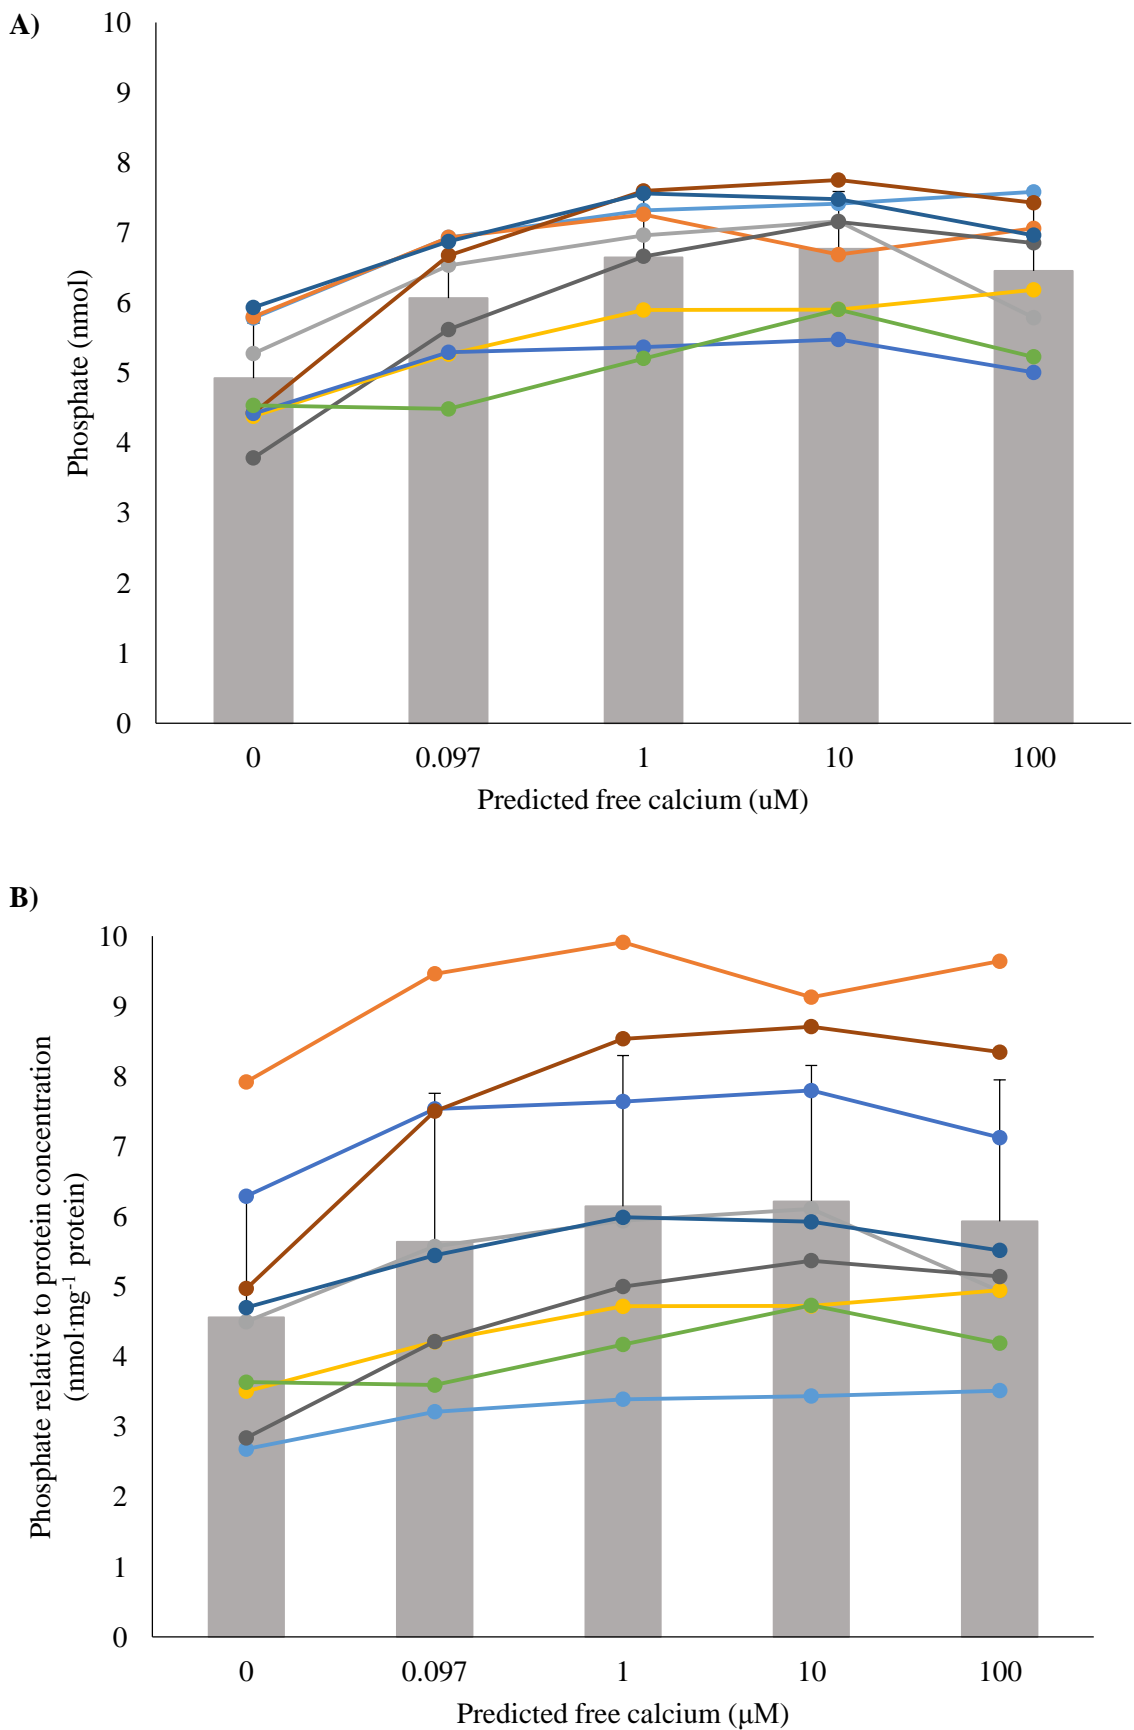 A)
10
9
8
7
6
5
4
3
2
1
0
Phosphate (nmol)
0 0.097 1 10 100
Predicted free calcium (uM)
B)
10
9
8
7
6
5
4
3
2
1
0
Phosphate relative to protein concentration
(nmol·mg⁻¹ protein)
0 0.097 1 10 100
Predicted free calcium (μM)